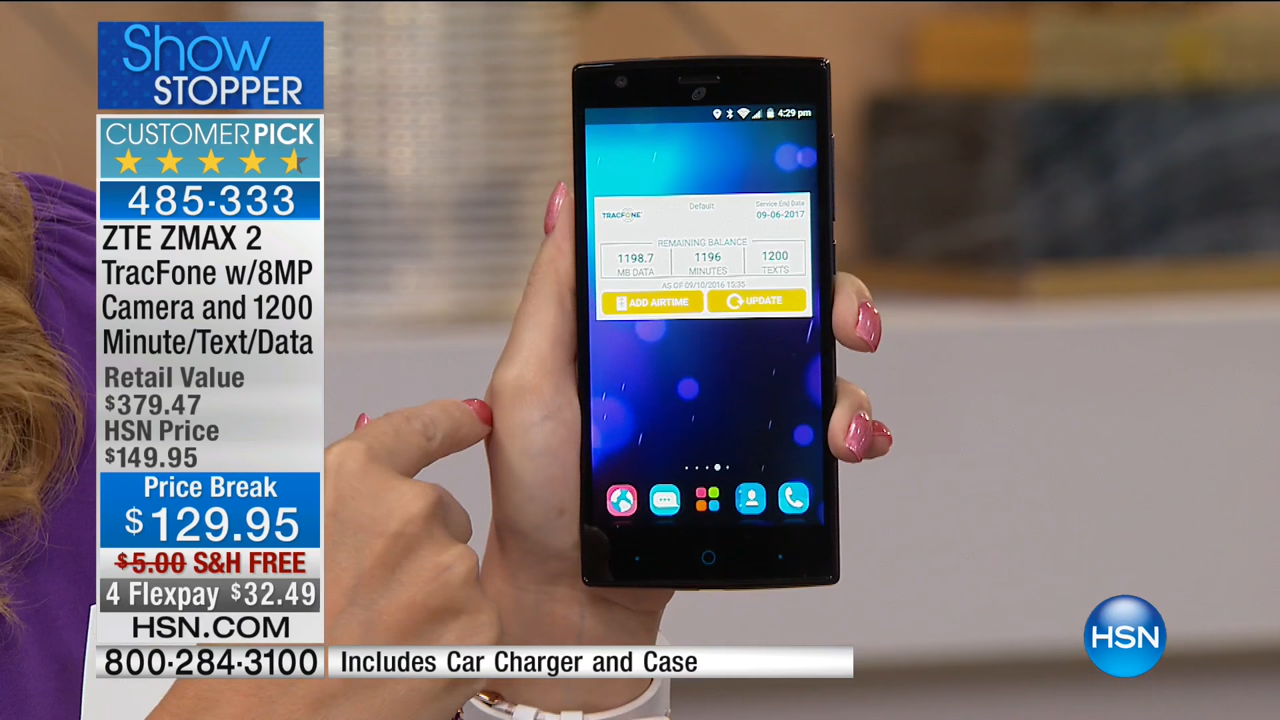 Show
STOPPER
CUSTOMER PICK
485-333
ZTE ZMAX 2
TracFone w/8MP
Camera and 1200
Minute/Text/Data
Retail Value
$379.47
HSN Price
$149.95
Price Break
$129.95
$5.00 S&H FREE
4 Flexpay $32.49
HSN.COM
800-284-3100
Includes Car Charger and Case
4:29 pm
TRACFONE
Default
Service End Date
09-06-2017
REMAINING BALANCE
1198.7
MB DATA
1196
MINUTES
1200
TEXTS
AS OF 09/10/2016 15:35
ADD AIRTIME
UPDATE
HSN